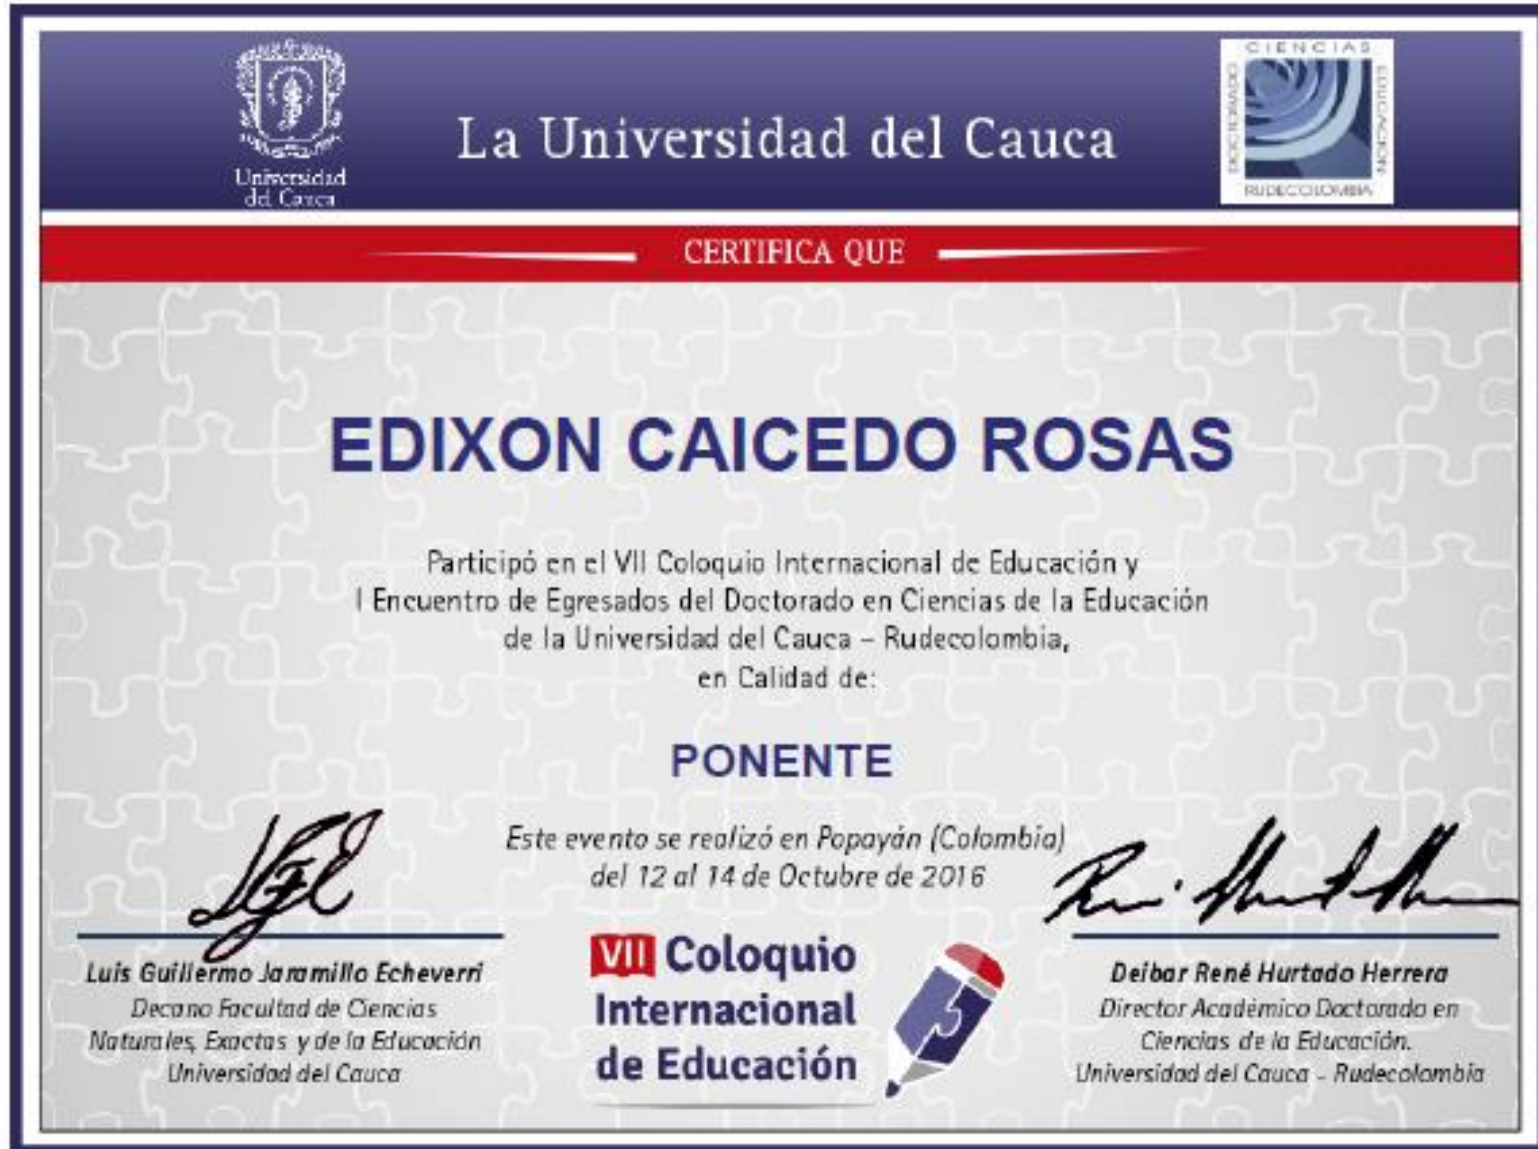 Universidad
del Cauca
La Universidad del Cauca
CIENCIAS
DOCTORADO
EDUCACION
RUDECOLOMBIA
CERTIFICA QUE
EDIXON CAICEDO ROSAS
Participó en el VII Coloquio Internacional de Educación y
I Encuentro de Egresados del Doctorado en Ciencias de la Educación
de la Universidad del Cauca – Rudecolombia,
en Calidad de:
PONENTE
Este evento se realizó en Popayán (Colombia)
del 12 al 14 de Octubre de 2016
Luis Guillermo Jaramillo Echeverri
Decano Facultad de Ciencias
Naturales, Exactas y de la Educación
Universidad del Cauca
VII Coloquio
Internacional
de Educación
Deibar René Hurtado Herrera
Director Académico Doctorado en
Ciencias de la Educación.
Universidad del Cauca - Rudecolombia